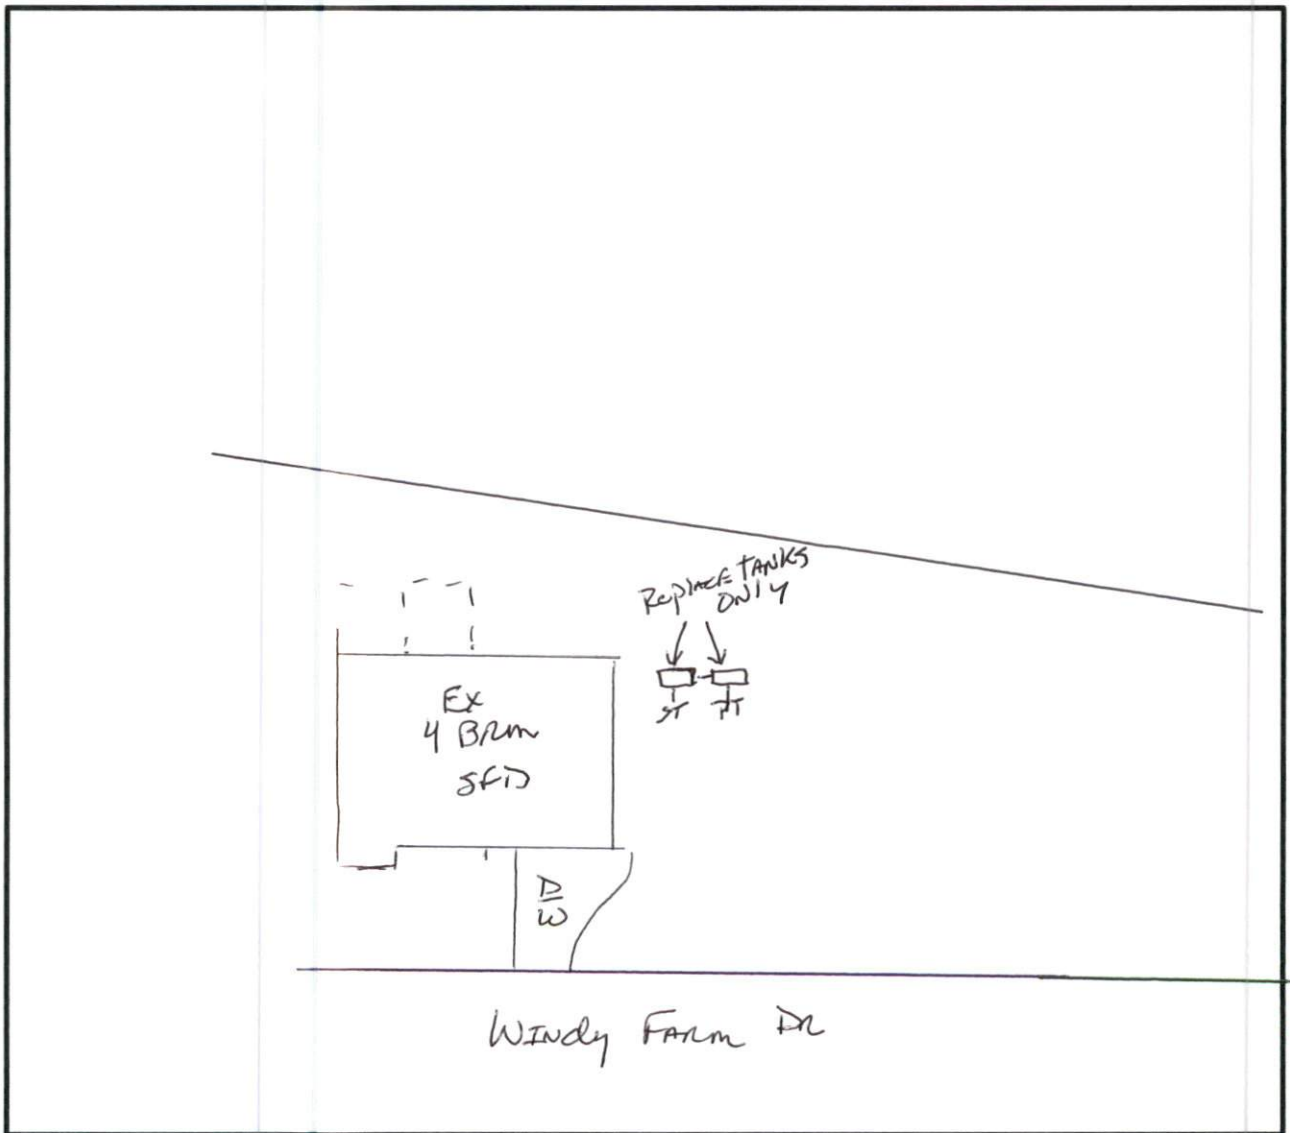 Replace TANKS
ONLY
ST PT
Ex
4 BRm
SFD
D/W
WINdy FARm DR